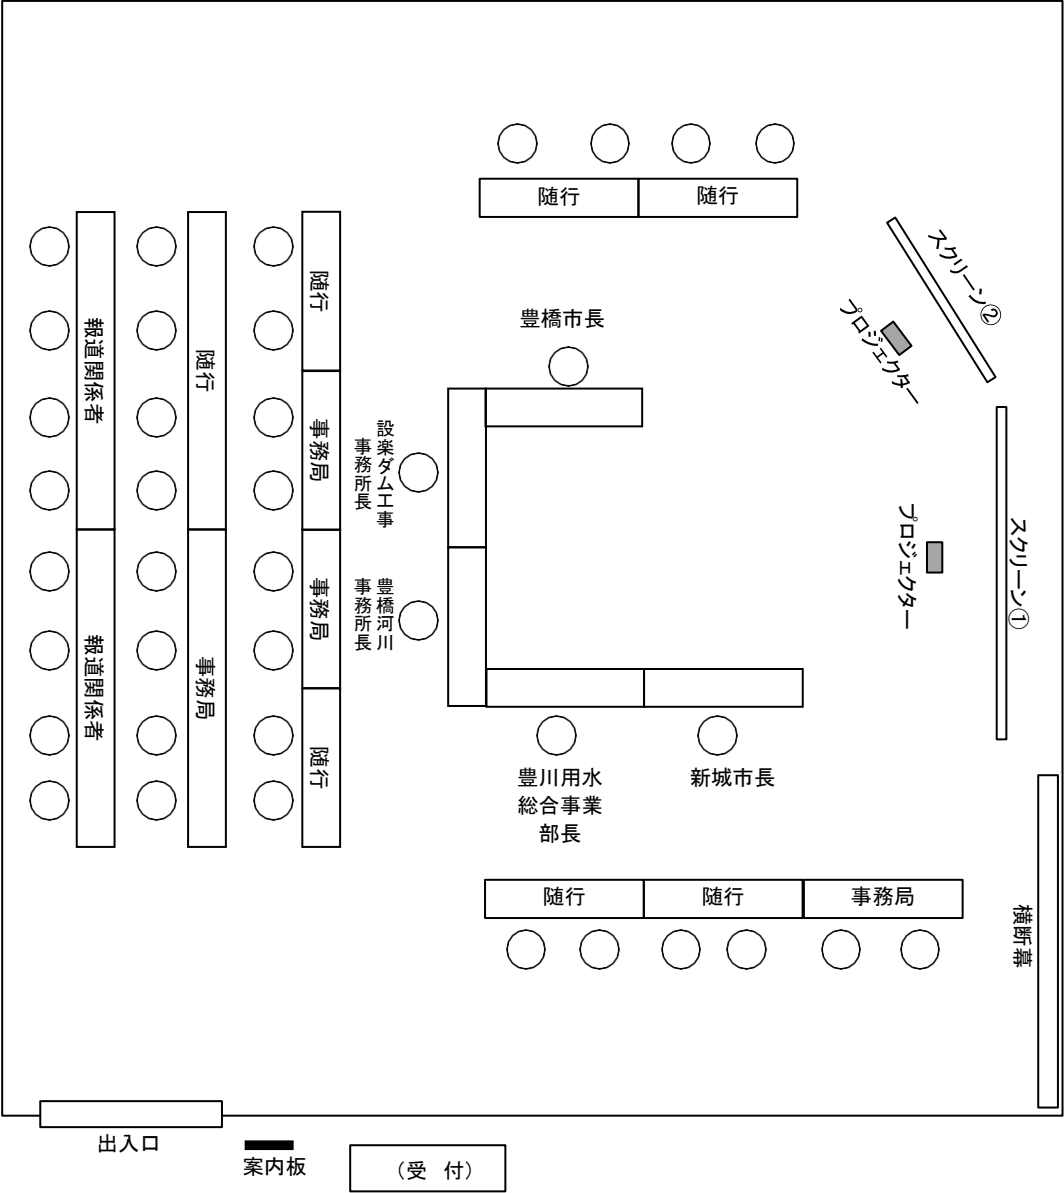 随行
随行
スクリーン②
プロジェクター
豊橋市長
報道関係者
随行
随行
事務局
設楽ダム工事
事務所長
プロジェクター
スクリーン①
事務局
豊橋河川
事務所長
報道関係者
事務局
随行
豊川用水
総合事業
部長
新城市長
随行
随行
事務局
横断幕
出入口
案内板
（受　付）